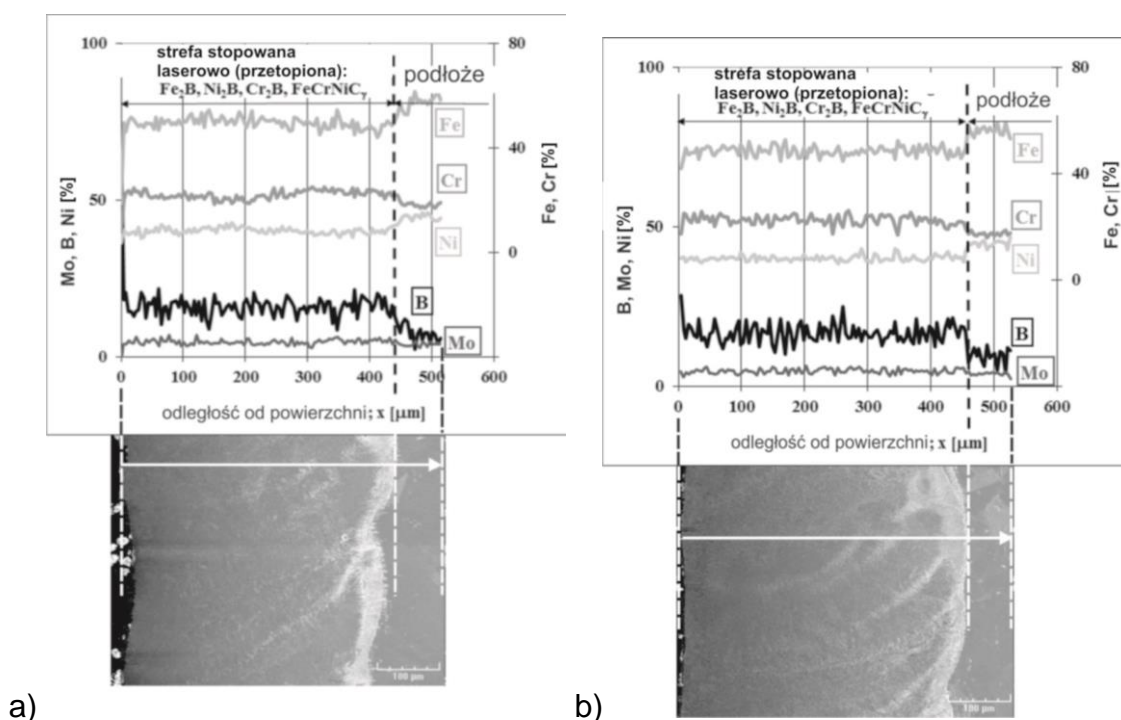 100
80
strefa stopowana
laserowo (przetopiona):
Fe₂B, Ni₂B, Cr₂B, FeCrNiCγ
podłoże
Fe
40
Mo, B, Ni [%]
Fe, Cr [%]
Cr
50
Ni
0
B
Mo
0
0 100 200 300 400 500 600
odległość od powierzchni; x [μm]
100 μm
a)
100
80
strefa stopowana
laserowo (przetopiona):
Fe₂B, Ni₂B, Cr₂B, FeCrNiCγ
podłoże
Fe
40
B, Mo, Ni [%]
Fe, Cr [%]
Cr
50
Ni
0
B
Mo
0
0 100 200 300 400 500 600
odległość od powierzchni; x [μm]
100 μm
b)